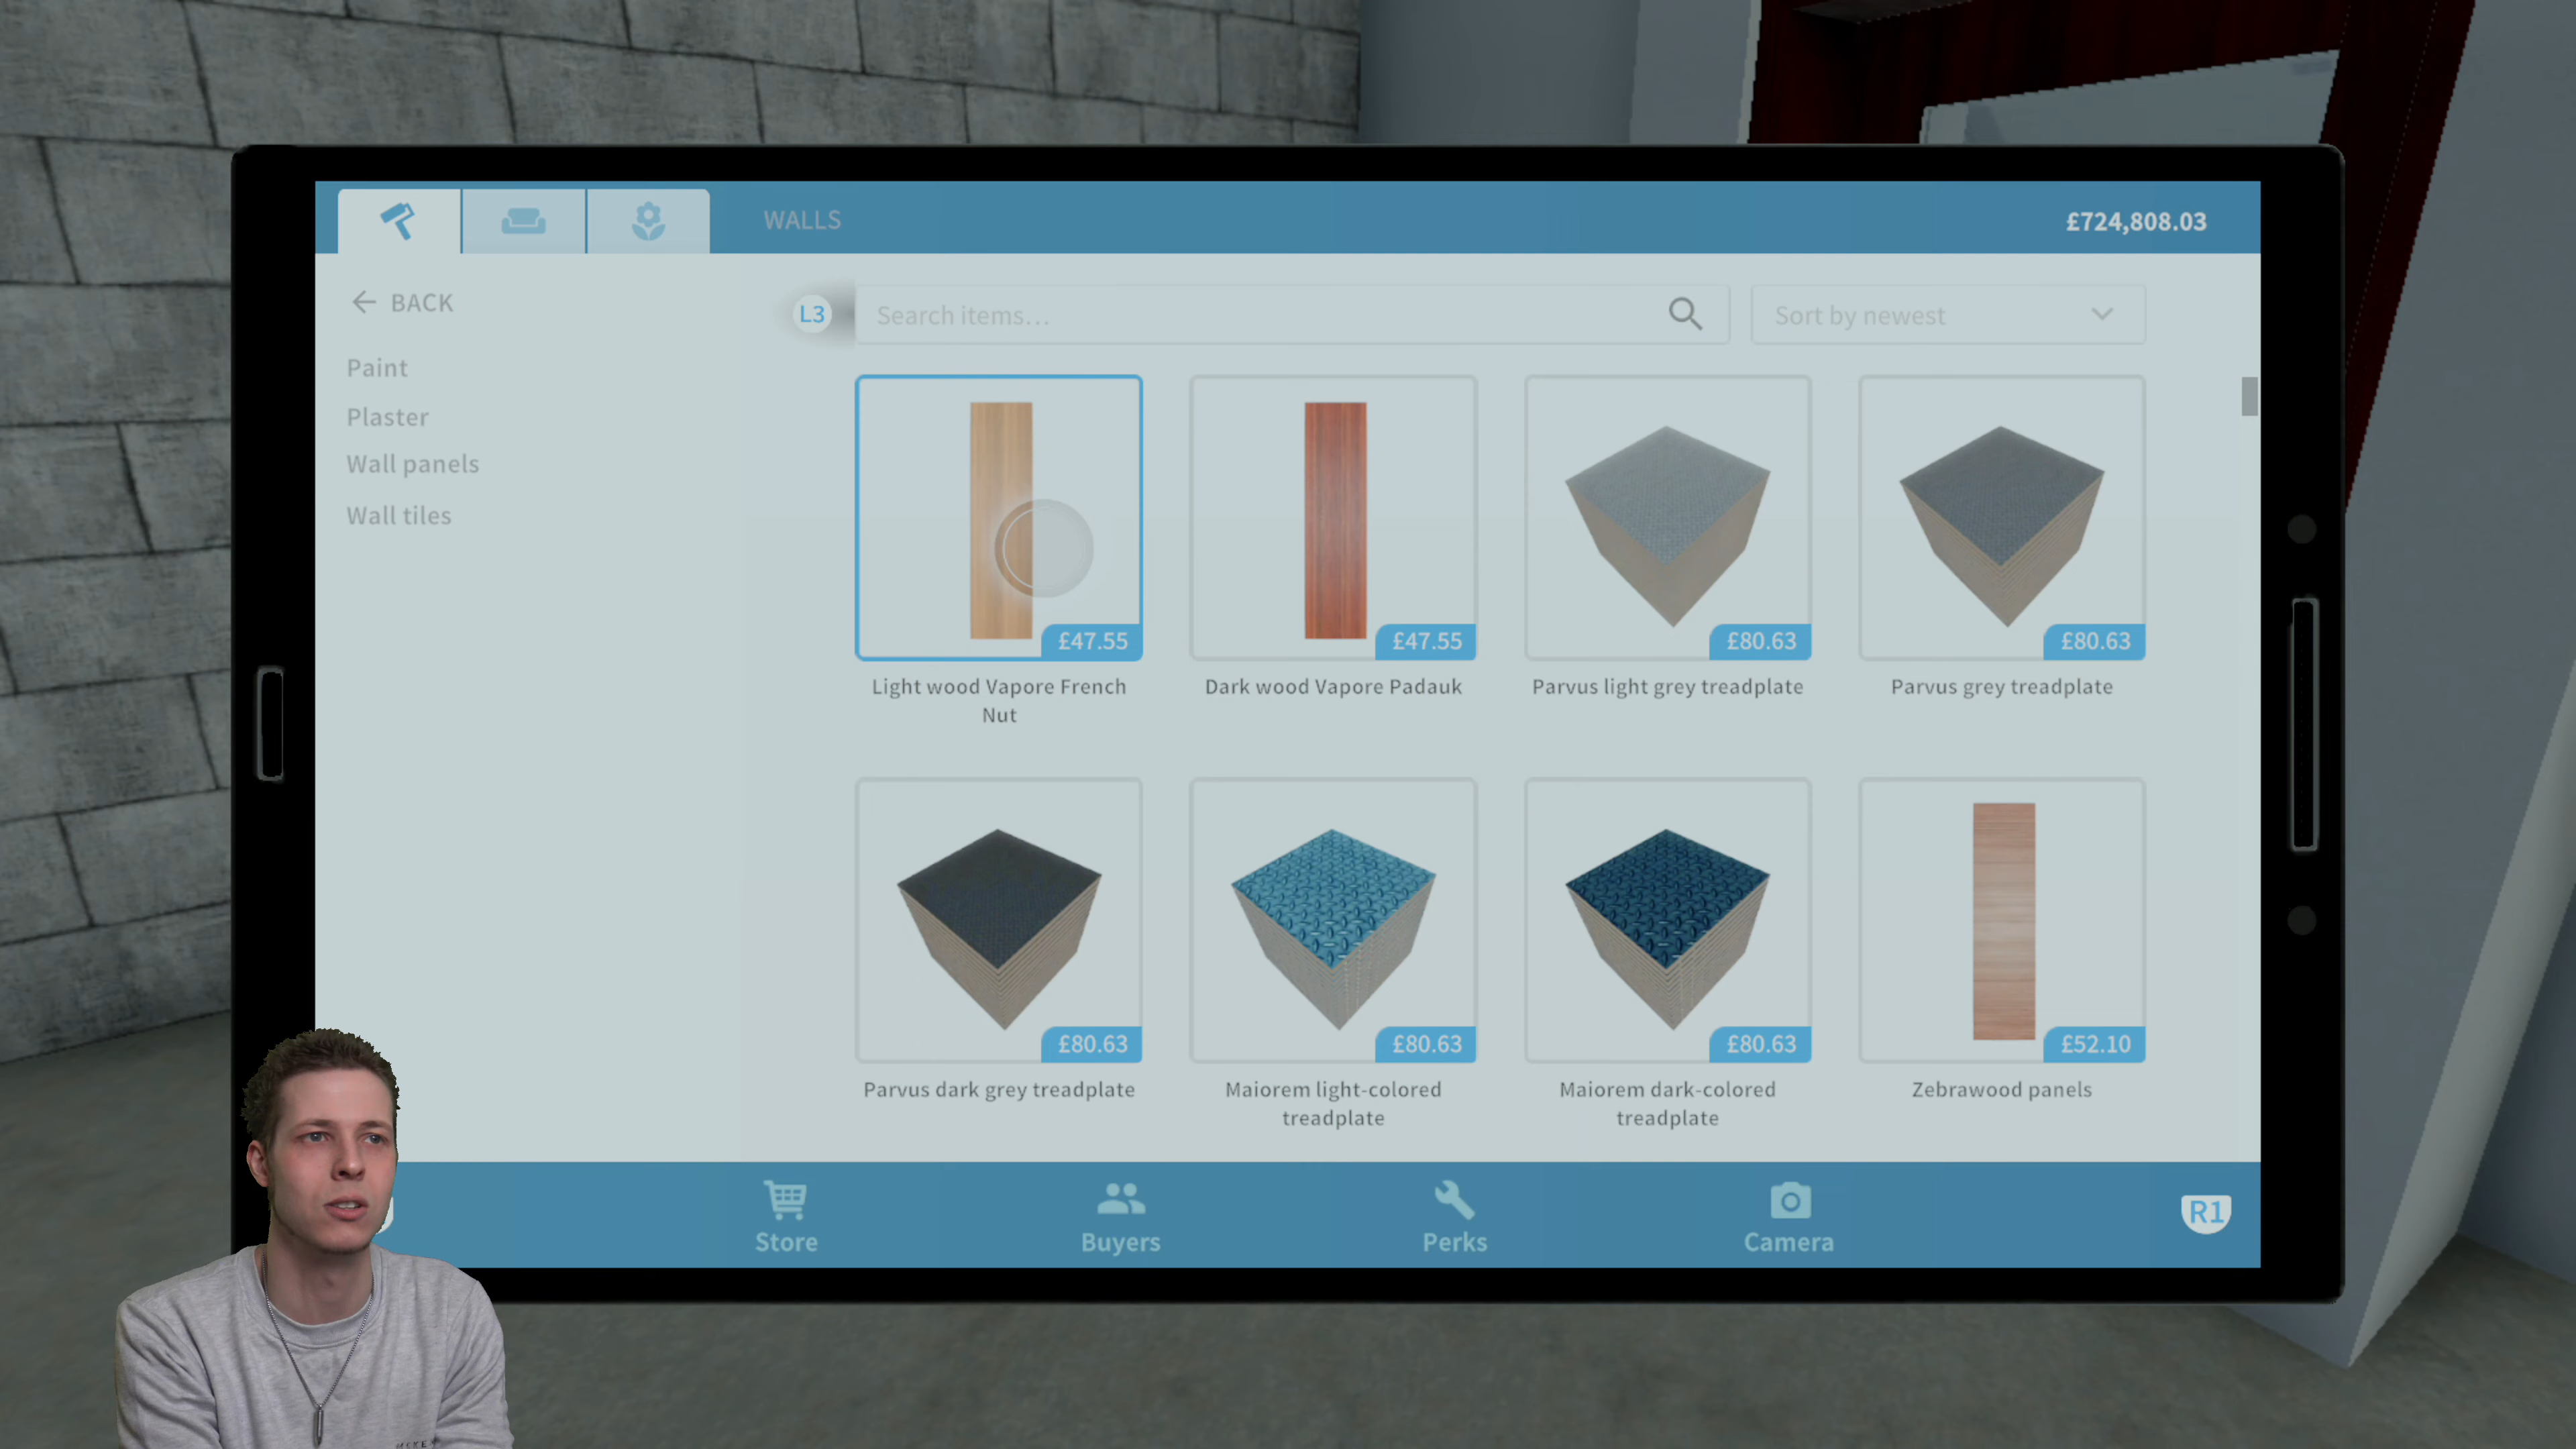 WALLS
£724,808.03
BACK
L3
Search items...
Sort by newest
Paint
Plaster
Wall panels
Wall tiles
£47.55
£47.55
£80.63
£80.63
Light wood Vapore French
Nut
Dark wood Vapore Padauk
Parvus light grey treadplate
Parvus grey treadplate
£80.63
£80.63
£80.63
£52.10
Parvus dark grey treadplate
Maiorem light-colored
treadplate
Maiorem dark-colored
treadplate
Zebrawood panels
Store
Buyers
Perks
Camera
R1